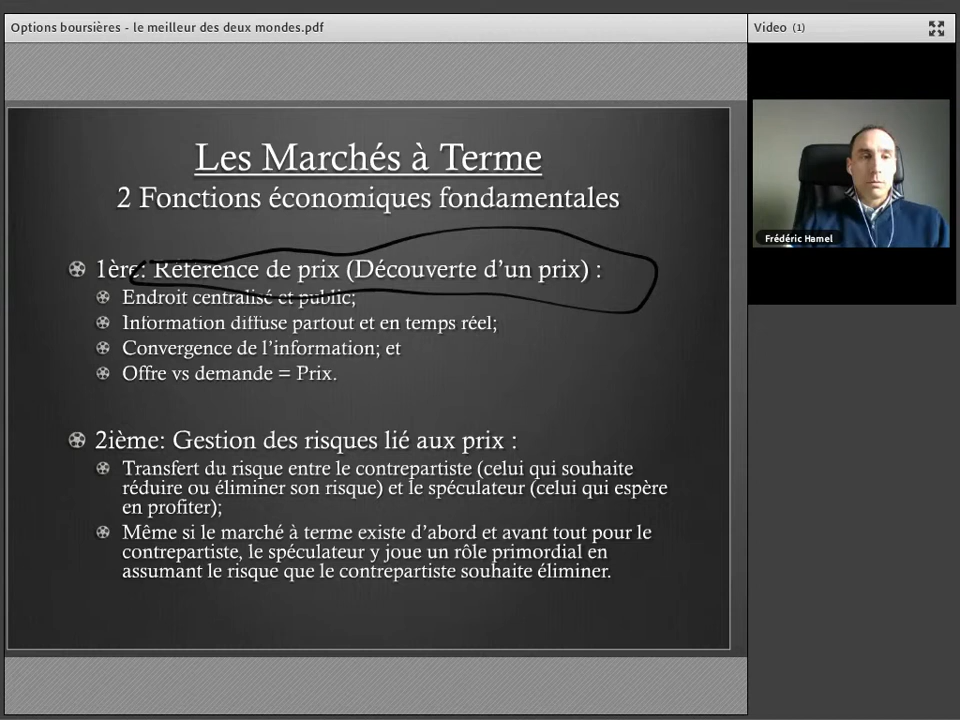 Options boursières - le meilleur des deux mondes.pdf
Video (1)
Les Marchés à Terme
2 Fonctions économiques fondamentales
1ère: Référence de prix (Découverte d'un prix) :
Endroit centralisé et public;
Information diffuse partout et en temps réel;
Convergence de l'information; et
Offre vs demande = Prix.
2ième: Gestion des risques lié aux prix :
Transfert du risque entre le contrepartiste (celui qui souhaite
réduire ou éliminer son risque) et le spéculateur (celui qui espère
en profiter);
Même si le marché à terme existe d'abord et avant tout pour le
contrepartiste, le spéculateur y joue un rôle primordial en
assumant le risque que le contrepartiste souhaite éliminer.
Frédéric Hamel